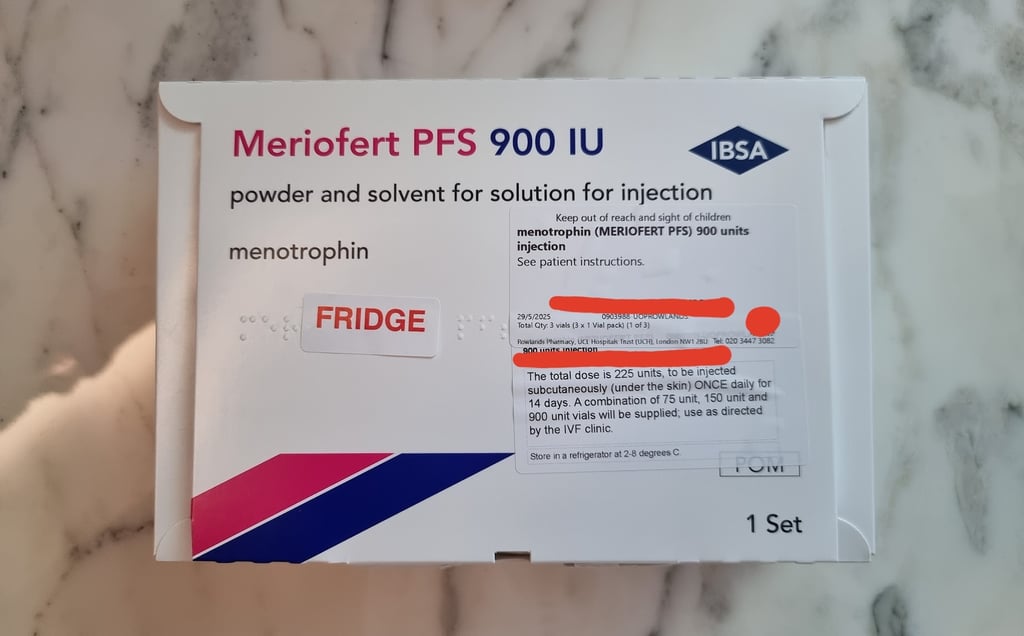 Meriofert PFS 900 IU
IBSA
powder and solvent for solution for injection
menotrophin
FRIDGE
Keep out of reach and sight of children
menotrophin (MERIOFERT PFS) 900 units
injection
See patient instructions.
29/5/2025 0903988 UOPROWLANDS
Total Qty: 3 vials (3 x 1 Vial pack) (1 of 3)
Rowlands Pharmacy, UCL Hospitals Trust (UCH), London NW1 2BU Tel: 020 3447 3082
900 units injection
The total dose is 225 units, to be injected
subcutaneously (under the skin) ONCE daily for
14 days. A combination of 75 unit, 150 unit and
900 unit vials will be supplied; use as directed
by the IVF clinic.
Store in a refrigerator at 2-8 degrees C.
POM
1 Set